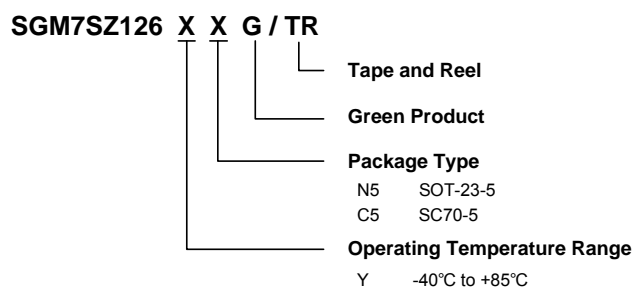 SGM7SZ126 X X G / TR
Tape and Reel
Green Product
Package Type
N5 SOT-23-5
C5 SC70-5
Operating Temperature Range
Y -40℃ to +85℃